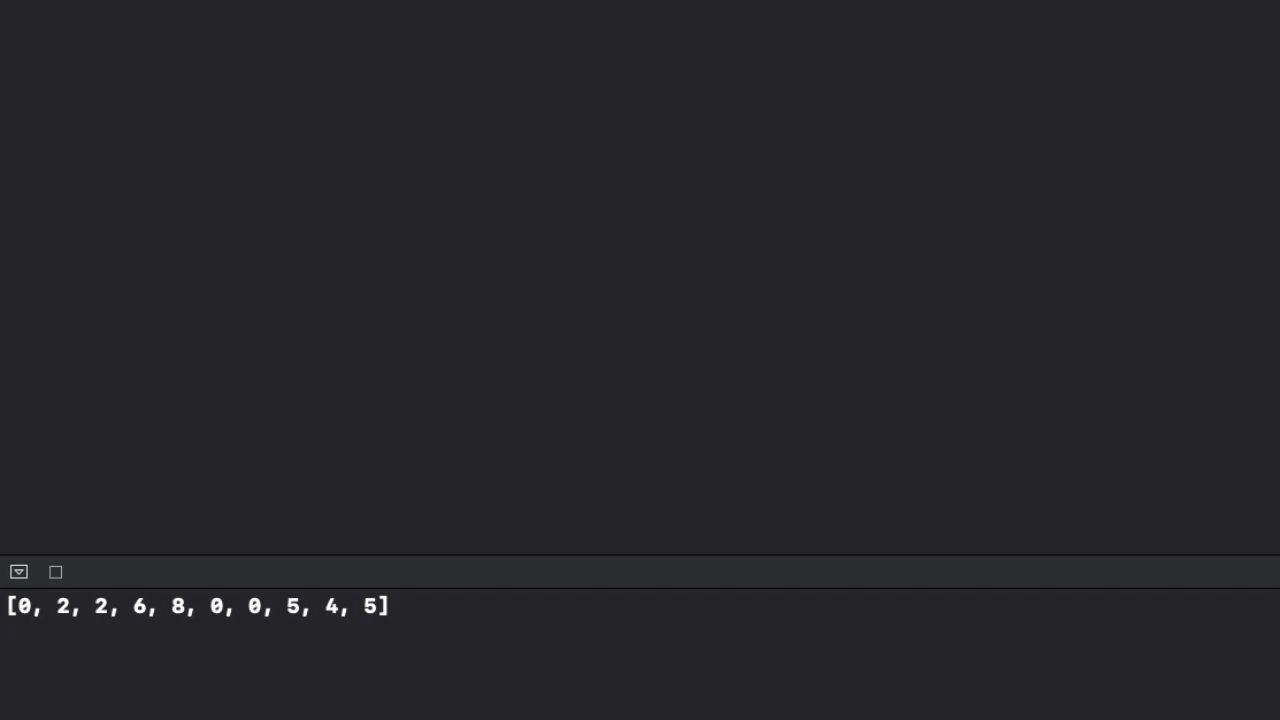 [0, 2, 2, 6, 8, 0, 0, 5, 4, 5]